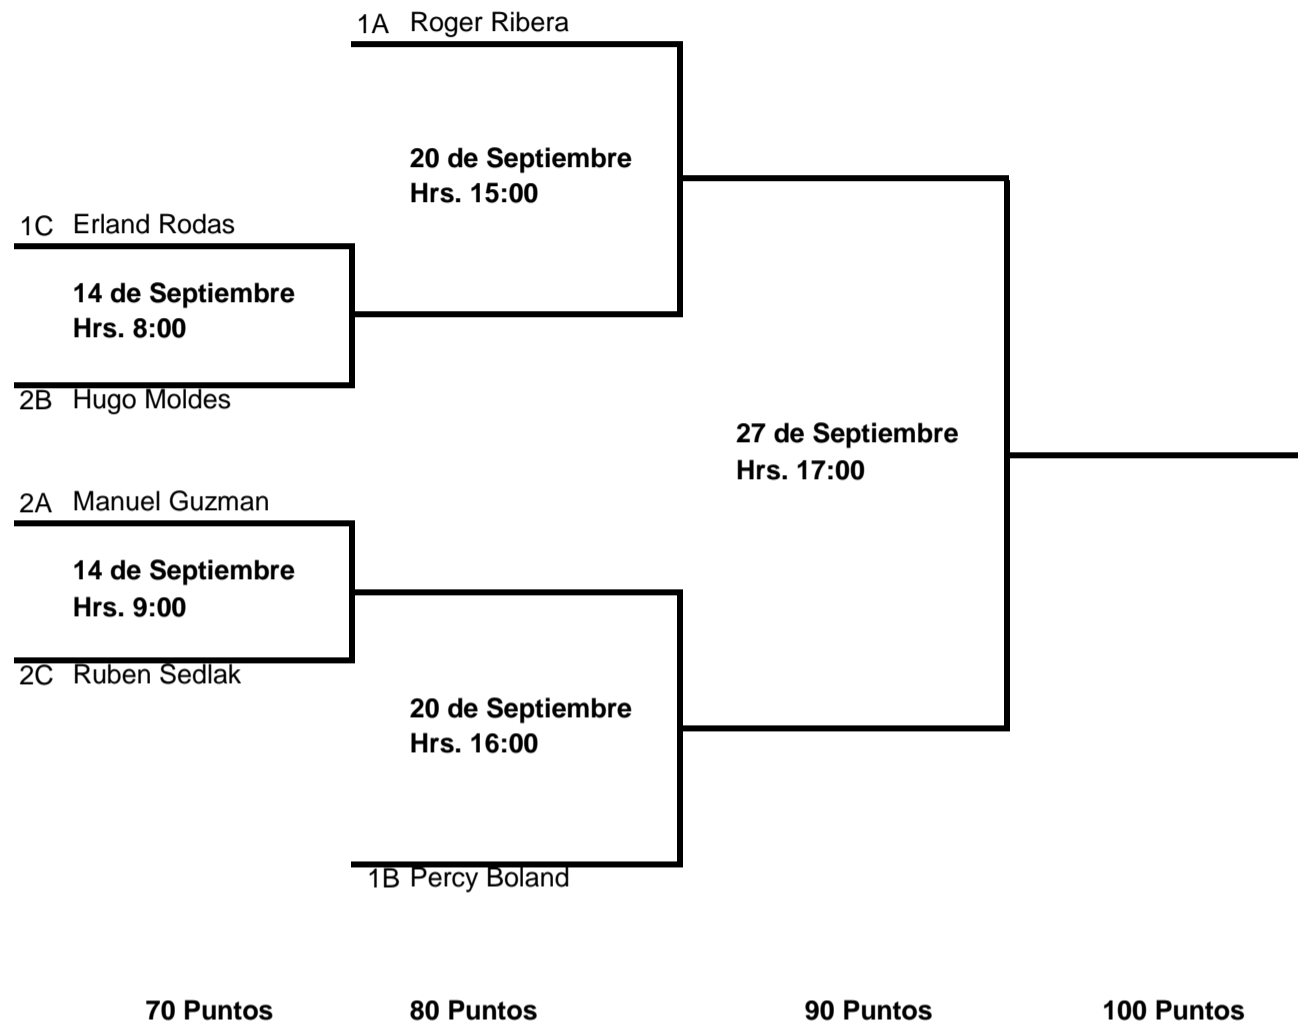 1A Roger Ribera
20 de Septiembre
Hrs. 15:00
1C Erland Rodas
14 de Septiembre
Hrs. 8:00
2B Hugo Moldes
27 de Septiembre
Hrs. 17:00
2A Manuel Guzman
14 de Septiembre
Hrs. 9:00
2C Ruben Sedlak
20 de Septiembre
Hrs. 16:00
1B Percy Boland
70 Puntos 80 Puntos 90 Puntos 100 Puntos